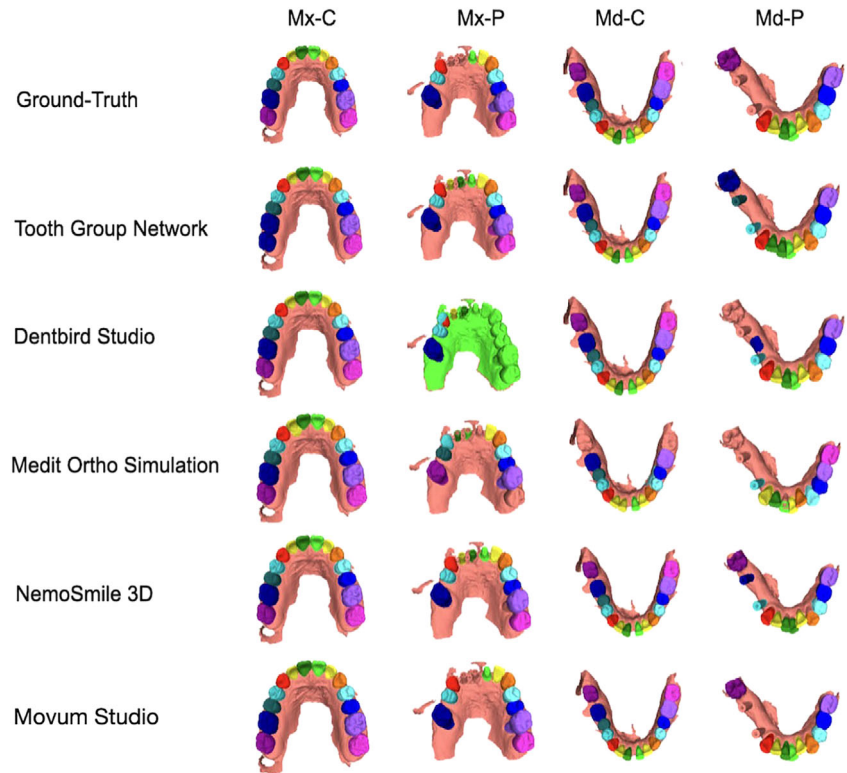 Mx-C Mx-P Md-C Md-P
Ground-Truth
Tooth Group Network
Dentbird Studio
Medit Ortho Simulation
NemoSmile 3D
Movum Studio